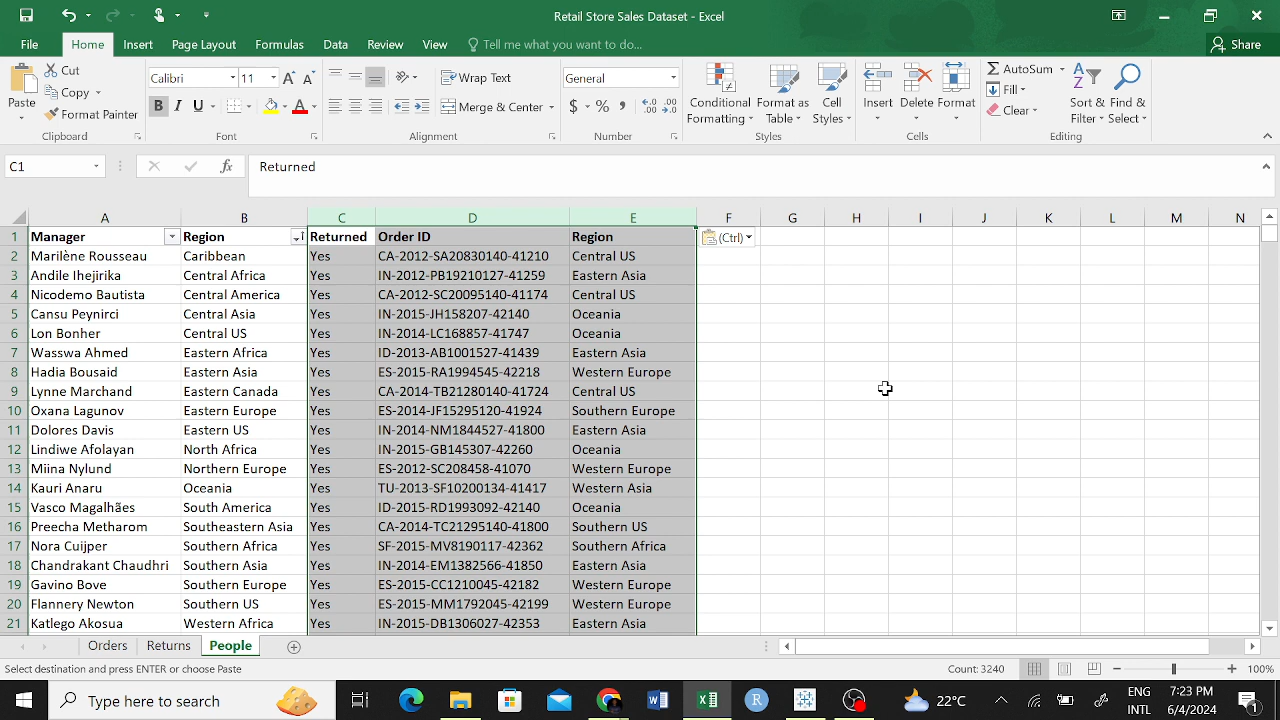 Retail Store Sales Dataset - Excel
File Home Insert Page Layout Formulas Data Review View Tell me what you want to do... Share
Paste Cut Copy Format Painter Clipboard
Calibri 11 B I U A Font
Wrap Text Merge & Center Alignment
General $ % , Number
Conditional Formatting Format as Table Cell Styles Styles
Insert Delete Format Cells
AutoSum Fill Clear Sort & Filter Find & Select Editing
C1 fx Returned
A B C D E F G H I J K L M N
1 Manager Region Returned Order ID Region (Ctrl)
2 Marilène Rousseau Caribbean Yes CA-2012-SA20830140-41210 Central US
3 Andile Ihejirika Central Africa Yes IN-2012-PB19210127-41259 Eastern Asia
4 Nicodemo Bautista Central America Yes CA-2012-SC20095140-41174 Central US
5 Cansu Peynirci Central Asia Yes IN-2015-JH158207-42140 Oceania
6 Lon Bonher Central US Yes IN-2014-LC168857-41747 Oceania
7 Wasswa Ahmed Eastern Africa Yes ID-2013-AB1001527-41439 Eastern Asia
8 Hadia Bousaid Eastern Asia Yes ES-2015-RA1994545-42218 Western Europe
9 Lynne Marchand Eastern Canada Yes CA-2014-TB21280140-41724 Central US
10 Oxana Lagunov Eastern Europe Yes ES-2014-JF15295120-41924 Southern Europe
11 Dolores Davis Eastern US Yes IN-2014-NM1844527-41800 Eastern Asia
12 Lindiwe Afolayan North Africa Yes IN-2015-GB145307-42260 Oceania
13 Miina Nylund Northern Europe Yes ES-2012-SC208458-41070 Western Europe
14 Kauri Anaru Oceania Yes TU-2013-SF10200134-41417 Western Asia
15 Vasco Magalhães South America Yes ID-2015-RD1993092-42140 Oceania
16 Preecha Metharom Southeastern Asia Yes CA-2014-TC21295140-41800 Southern US
17 Nora Cuijper Southern Africa Yes SF-2015-MV8190117-42362 Southern Africa
18 Chandrakant Chaudhri Southern Asia Yes IN-2014-EM1382566-41850 Eastern Asia
19 Gavino Bove Southern Europe Yes ES-2015-CC1210045-42182 Western Europe
20 Flannery Newton Southern US Yes ES-2015-MM1792045-42199 Western Europe
21 Katlego Akosua Western Africa Yes IN-2015-DB1306027-42353 Eastern Asia
Orders Returns People
Select destination and press ENTER or choose Paste Count: 3240 100%
Type here to search 22°C ENG INTL 7:23 PM 6/4/2024 1